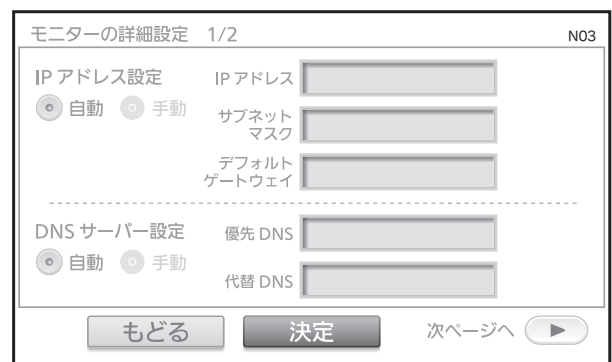 モニターの詳細設定 1/2
N03
IP アドレス設定
自動 手動
IP アドレス
サブネット
マスク
デフォルト
ゲートウェイ
DNS サーバー設定
自動 手動
優先 DNS
代替 DNS
もどる
決定
次ページへ